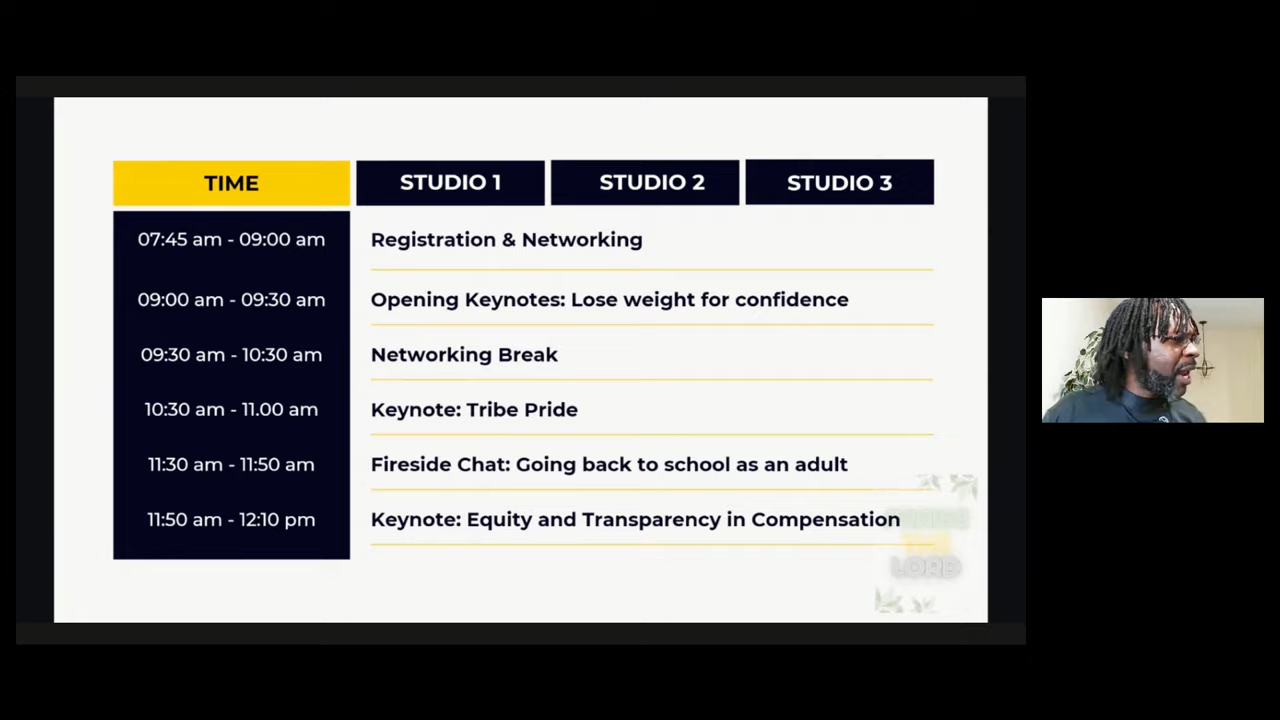 TIME STUDIO 1 STUDIO 2 STUDIO 3
07:45 am - 09:00 am Registration & Networking
09:00 am - 09:30 am Opening Keynotes: Lose weight for confidence
09:30 am - 10:30 am Networking Break
10:30 am - 11.00 am Keynote: Tribe Pride
11:30 am - 11:50 am Fireside Chat: Going back to school as an adult
11:50 am - 12:10 pm Keynote: Equity and Transparency in Compensation
LORD